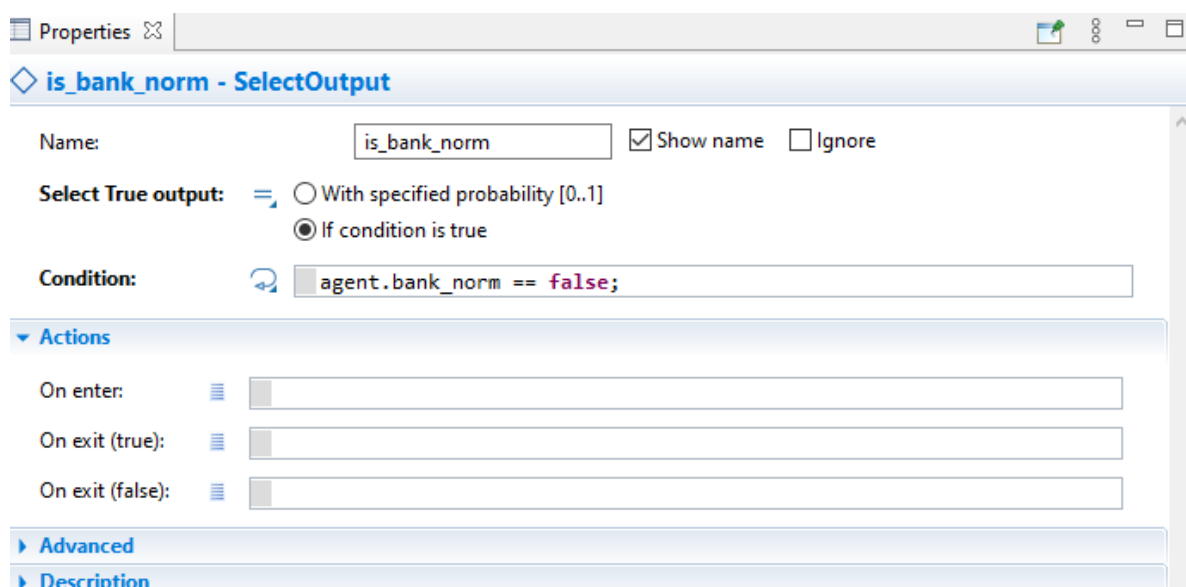 Properties
is_bank_norm - SelectOutput
Name: is_bank_norm Show name Ignore
Select True output: = With specified probability [0..1]
If condition is true
Condition: agent.bank_norm == false;
Actions
On enter:
On exit (true):
On exit (false):
Advanced
Description